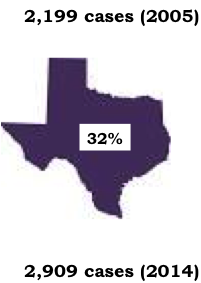 2,199 cases (2005)
32%
2,909 cases (2014)